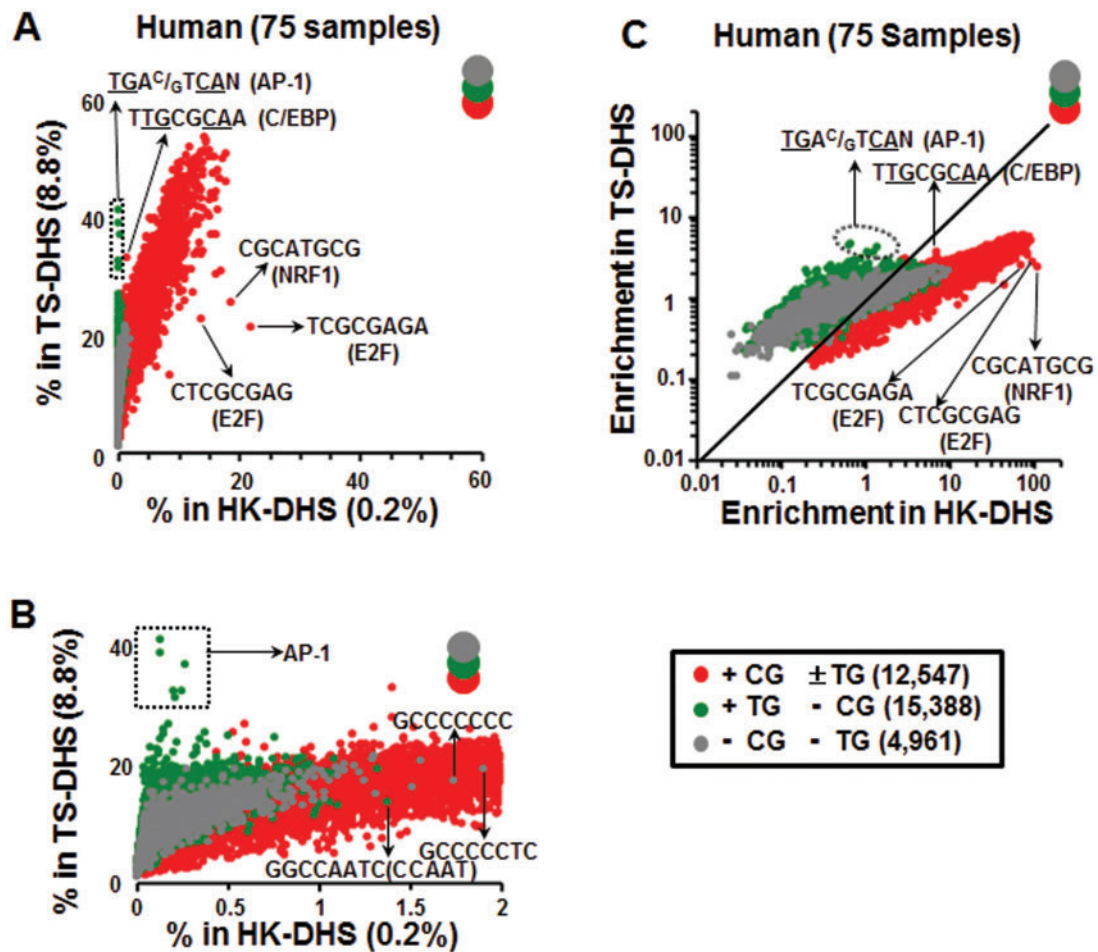 A
Human (75 samples)
TGAC/GTCAN (AP-1)
TTGCGCAA (C/EBP)
% in TS-DHS (8.8%)
60
40
20
0
CGCATGCG
(NRF1)
TCGCGAGA
(E2F)
CTCGCGAG
(E2F)
0 20 40 60
% in HK-DHS (0.2%)
C
Human (75 Samples)
TGAC/GTCAN (AP-1)
TTGCGCAA (C/EBP)
Enrichment in TS-DHS
100
10
1
0.1
0.01
CGCATGCG
(NRF1)
TCGCGAGA
(E2F)
CTCGCGAG
(E2F)
0.01 0.1 1 10 100
Enrichment in HK-DHS
B
% in TS-DHS (8.8%)
40
20
0
AP-1
GCCCCCCC
GCCCCCTC
GGCCAATC(CCAAT)
0 0.5 1 1.5 2
% in HK-DHS (0.2%)
+ CG ± TG (12,547)
+ TG - CG (15,388)
- CG - TG (4,961)